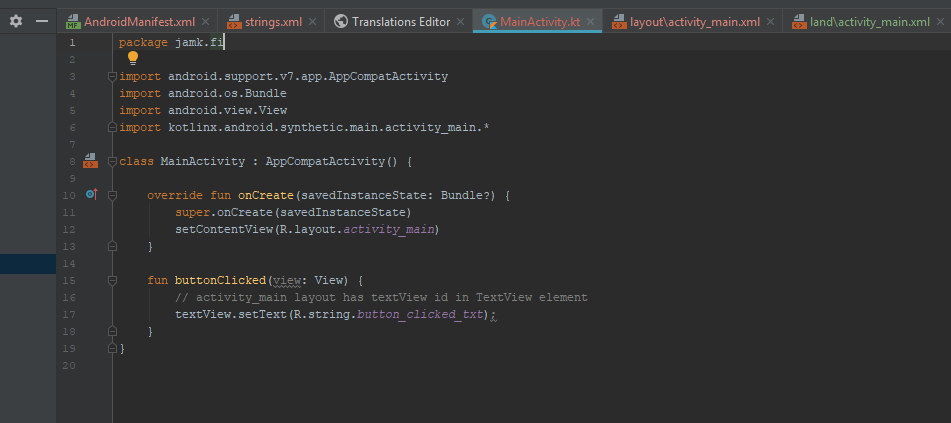 AndroidManifest.xml strings.xml Translations Editor MainActivity.kt layout\activity_main.xml land\activity_main.xml
1 package jamk.fi
2
3 import android.support.v7.app.AppCompatActivity
4 import android.os.Bundle
5 import android.view.View
6 import kotlinx.android.synthetic.main.activity_main.*
7
8 class MainActivity : AppCompatActivity() {
9
10 override fun onCreate(savedInstanceState: Bundle?) {
11 super.onCreate(savedInstanceState)
12 setContentView(R.layout.activity_main)
13 }
14
15 fun buttonClicked(view: View) {
16 // activity_main layout has textView id in TextView element
17 textView.setText(R.string.button_clicked_txt);
18 }
19 }
20